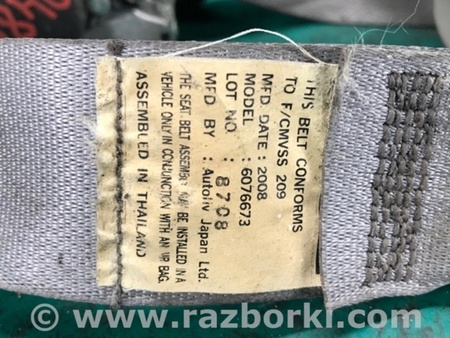 THIS BELT CONFORMS
TO F/CMVSS 209
MFD. DATE : 2008
MODEL : 6076673
LOT NO. : 8708
MFD BY : Autoliv Japan Ltd.
THE SEAT BELT ASSEMBLY MAY BE INSTALLED IN A
VEHICLE ONLY IN CONJUNCTION WITH AN AIR BAG.
ASSEMBLED IN THAILAND
www.razborki.com